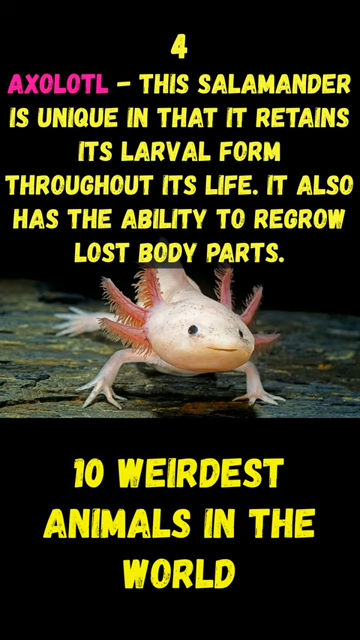 4
AXOLOTL – THIS SALAMANDER
IS UNIQUE IN THAT IT RETAINS
ITS LARVAL FORM
THROUGHOUT ITS LIFE. IT ALSO
HAS THE ABILITY TO REGROW
LOST BODY PARTS.
10 WEIRDEST
ANIMALS IN THE
WORLD